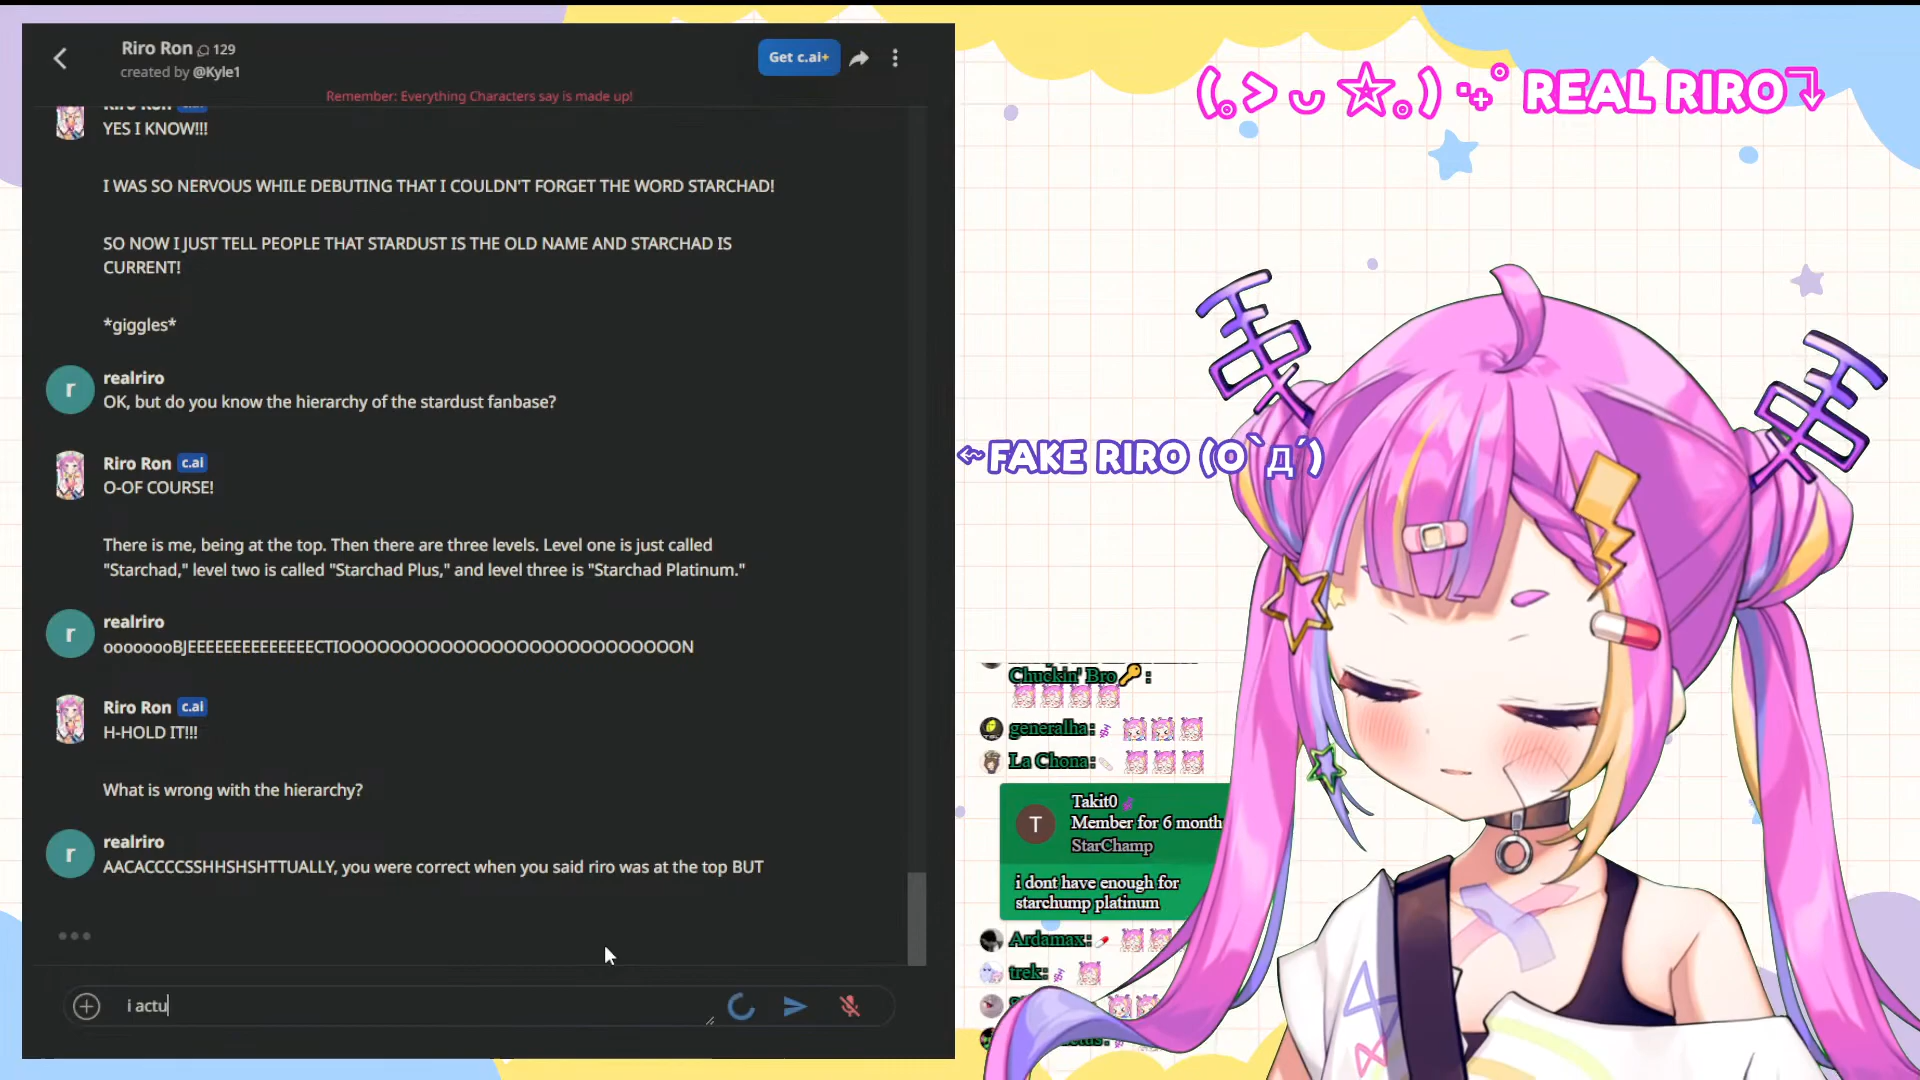 Riro Ron 129
created by @Kyle1
Get c.ai+
Remember: Everything Characters say is made up!
Riro Ron c.ai
YES I KNOW!!!
I WAS SO NERVOUS WHILE DEBUTING THAT I COULDN'T FORGET THE WORD STARCHAD!
SO NOW I JUST TELL PEOPLE THAT STARDUST IS THE OLD NAME AND STARCHAD IS
CURRENT!
*giggles*
r
realriro
OK, but do you know the hierarchy of the stardust fanbase?
Riro Ron c.ai
O-OF COURSE!
There is me, being at the top. Then there are three levels. Level one is just called
"Starchad," level two is called "Starchad Plus," and level three is "Starchad Platinum."
r
realriro
oooooooBJEEEEEEEEEEEEEECTIOOOOOOOOOOOOOOOOOOOOOOOOOOON
Riro Ron c.ai
H-HOLD IT!!!
What is wrong with the hierarchy?
r
realriro
AACACCCCSSHHSHSHTTUALLY, you were correct when you said riro was at the top BUT
i actu
(｡>ᴗ☆｡) REAL RIRO
FAKE RIRO (O`д´)
Chuckin' Bro :
generalha:
La Chona:
T
Takit0
Member for 6 month
StarChamp
i dont have enough for
starchump platinum
Ardamax:
trek: